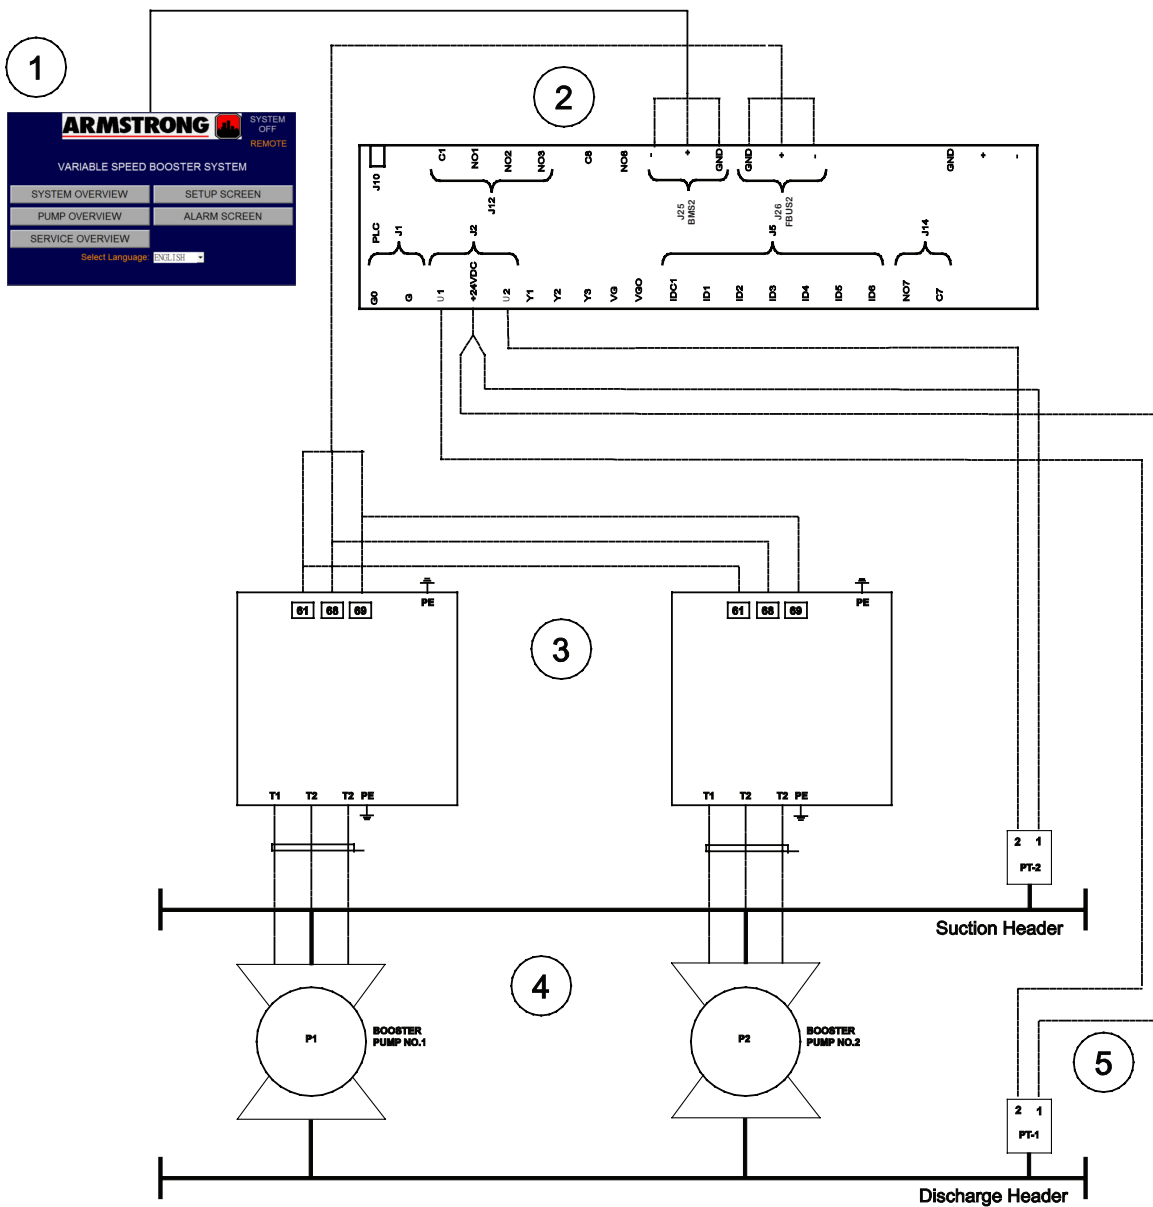 1
ARMSTRONG
SYSTEM
OFF
REMOTE
VARIABLE SPEED BOOSTER SYSTEM
SYSTEM OVERVIEW
SETUP SCREEN
PUMP OVERVIEW
ALARM SCREEN
SERVICE OVERVIEW
Select Language: ENGLISH
2
J10
C1
NO1
NO2
NO3
C8
NO8
-
+
GND
GND
+
-
GND
+
-
J12
J25
BMS2
J26
FBUS2
PLC
J1
J2
J5
J14
G0
G
U1
+24VDC
U2
Y1
Y2
Y3
VG
VGO
IDC1
ID1
ID2
ID3
ID4
ID5
ID6
NO7
C7
61 68 69
PE
61 68 69
PE
3
T1 T2 T2 PE
T1 T2 T2 PE
2 1
PT-2
Suction Header
4
P1
BOOSTER
PUMP NO.1
P2
BOOSTER
PUMP NO.2
5
2 1
PT-1
Discharge Header